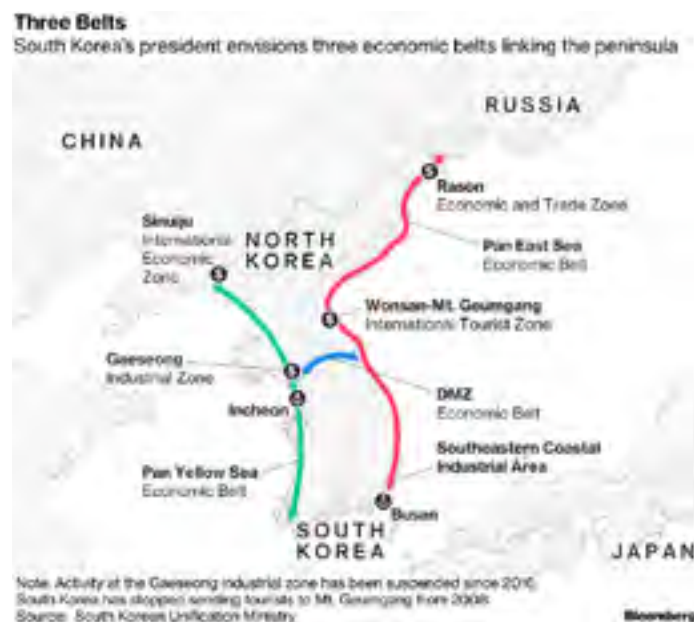 Three Belts
South Korea's president envisions three economic belts linking the peninsula
RUSSIA
CHINA
Rason
Economic and Trade Zone
Sinuiju
International
Economic
Zone
NORTH
KOREA
Pan East Sea
Economic Belt
Wonsan-Mt. Geumgang
International Tourist Zone
Gaeseong
Industrial Zone
DMZ
Economic Belt
Incheon
Southeastern Coastal
Industrial Area
Pan Yellow Sea
Economic Belt
Busan
SOUTH
KOREA
JAPAN
Note: Activity at the Gaeseong industrial zone has been suspended since 2016.
South Korea has stopped sending tourists to Mt. Geumgang from 2008.
Source: South Korean Unification Ministry
Bloomberg